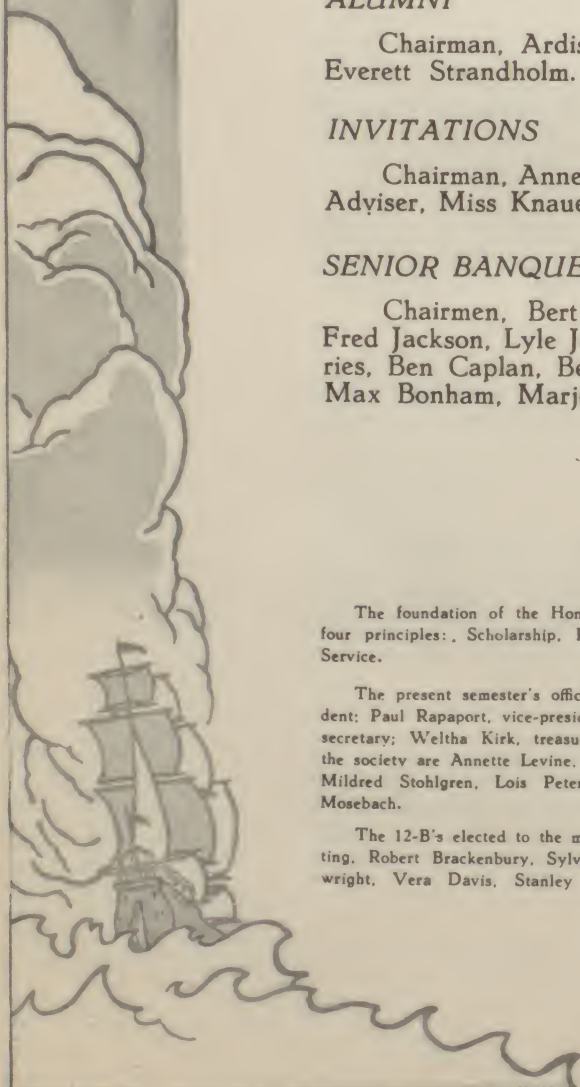 ALUMNI
Chairman, Ardis
Everett Strandholm.
INVITATIONS
Chairman, Anne
Adviser, Miss Knaue
SENIOR BANQUE
Chairmen, Bert
Fred Jackson, Lyle J
ries, Ben Caplan, Be
Max Bonham, Marj
The foundation of the Hon
four principles: . Scholarship,
Service.
The present semester's offic
dent; Paul Rapaport, vice-presid
secretary; Weltha Kirk, treasu
the society are Annette Levine,
Mildred Stohlgren, Lois Peter
Mosebach.
The 12-B's elected to the m
ting, Robert Brackenbury, Sylv
wright, Vera Davis, Stanley